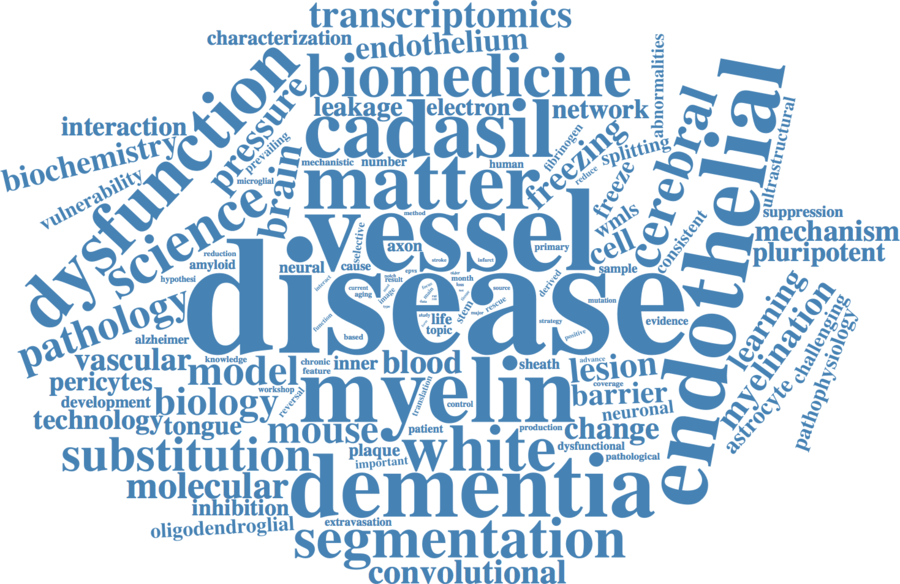 transcriptomics
characterization
endothelium
dysfunction
biomedicine
pressure
leakage
electron
network
abnormalities
interaction
cadasil
fibrinogen
freezing
splitting
cerebral
endothelial
ultrastructural
biochemistry
prevailing
brain
mechanistic
number
human
reduce
freeze
vulnerability
microglial
science
matter
method
vessel
wmls
cell
consistent
suppression
mechanism
pluripotent
selective
axon
primary
reduction
amyloid
neural
cause
stroke
infarct
sample
hypothesi
disease
interact
current
aging
image
result
month
source
derived
mutation
rescue
stem
function
based
study
life
topic
strategy
positive
evidence
pathology
alzheimer
vascular
knowledge
model
chronic
feature
inner
blood
sheath
advance
lesion
learning
myelination
challenging
pathophysiology
astrocyte
pericytes
workshop
myelin
translation
control
coverage
barrier
development
biology
reversal
neuronal
technology
tongue
mouse
patient
production
change
substitution
plaque
important
white
dysfunctional
pathological
molecular
dementia
inhibition
oligodendroglial
extravasation
segmentation
convolutional